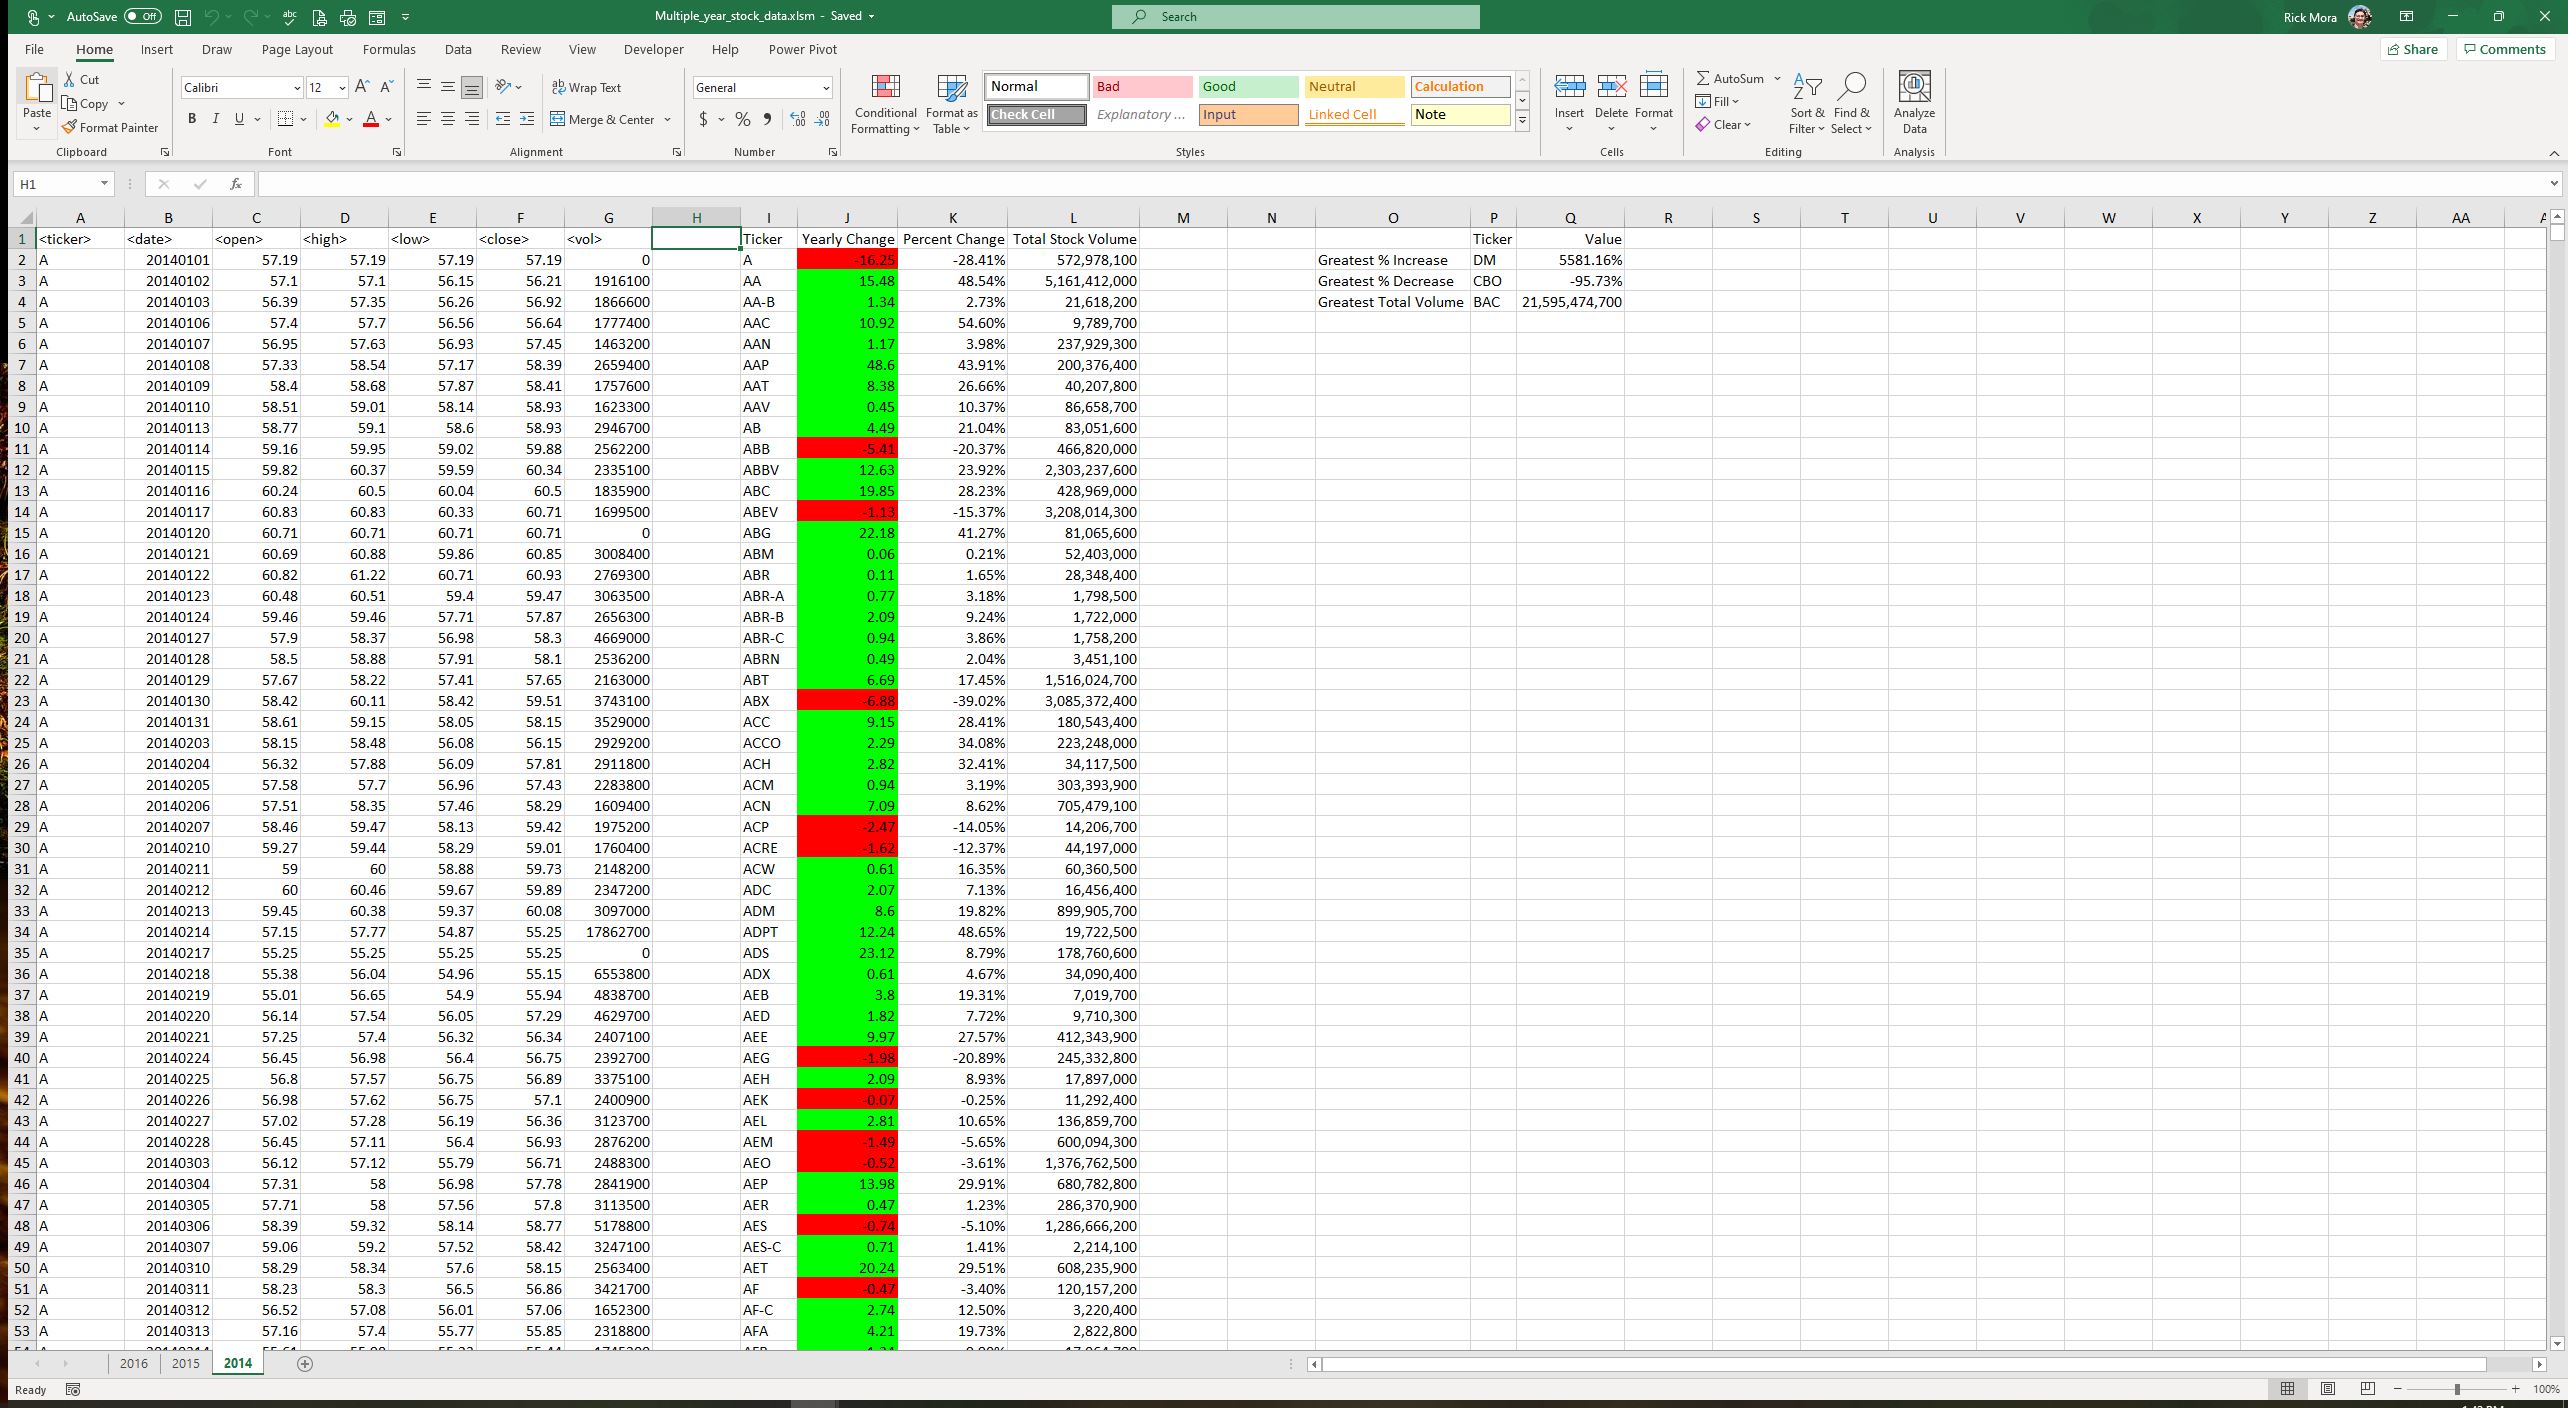 AutoSave Off Multiple_year_stock_data.xlsm - Saved Search Rick Mora
File Home Insert Draw Page Layout Formulas Data Review View Developer Help Power Pivot Share Comments
Paste Cut Copy Format Painter Clipboard
Calibri 12 B I U Font
Wrap Text Merge & Center Alignment
General $ % Number
Conditional Formatting Format as Table
Normal Bad Good Neutral Calculation
Check Cell Explanatory ... Input Linked Cell Note
Styles
Insert Delete Format Cells
AutoSum Fill Clear Sort & Filter Find & Select Editing
Analyze Data Analysis
H1 fx
A B C D E F G H I J K L M N O P Q R S T U V W X Y Z AA
1 <ticker> <date> <open> <high> <low> <close> <vol> Ticker Yearly Change Percent Change Total Stock Volume Ticker Value
2 A 20140101 57.19 57.19 57.19 57.19 0 A -16.25 -28.41% 572,978,100 Greatest % Increase DM 5581.16%
3 A 20140102 57.1 57.1 56.15 56.21 1916100 AA 15.48 48.54% 5,161,412,000 Greatest % Decrease CBO -95.73%
4 A 20140103 56.39 57.35 56.26 56.92 1866600 AA-B 1.34 2.73% 21,618,200 Greatest Total Volume BAC 21,595,474,700
5 A 20140106 57.4 57.7 56.56 56.64 1777400 AAC 10.92 54.60% 9,789,700
6 A 20140107 56.95 57.63 56.93 57.45 1463200 AAN 1.17 3.98% 237,929,300
7 A 20140108 57.33 58.54 57.17 58.39 2659400 AAP 48.6 43.91% 200,376,400
8 A 20140109 58.4 58.68 57.87 58.41 1757600 AAT 8.38 26.66% 40,207,800
9 A 20140110 58.51 59.01 58.14 58.93 1623300 AAV 0.45 10.37% 86,658,700
10 A 20140113 58.77 59.1 58.6 58.93 2946700 AB 4.49 21.04% 83,051,600
11 A 20140114 59.16 59.95 59.02 59.88 2562200 ABB -5.41 -20.37% 466,820,000
12 A 20140115 59.82 60.37 59.59 60.34 2335100 ABBV 12.63 23.92% 2,303,237,600
13 A 20140116 60.24 60.5 60.04 60.5 1835900 ABC 19.85 28.23% 428,969,000
14 A 20140117 60.83 60.83 60.33 60.71 1699500 ABEV -1.13 -15.37% 3,208,014,300
15 A 20140120 60.71 60.71 60.71 60.71 0 ABG 22.18 41.27% 81,065,600
16 A 20140121 60.69 60.88 59.86 60.85 3008400 ABM 0.06 0.21% 52,403,000
17 A 20140122 60.82 61.22 60.71 60.93 2769300 ABR 0.11 1.65% 28,348,400
18 A 20140123 60.48 60.51 59.4 59.47 3063500 ABR-A 0.77 3.18% 1,798,500
19 A 20140124 59.46 59.46 57.71 57.87 2656300 ABR-B 2.09 9.24% 1,722,000
20 A 20140127 57.9 58.37 56.98 58.3 4669000 ABR-C 0.94 3.86% 1,758,200
21 A 20140128 58.5 58.88 57.91 58.1 2536200 ABRN 0.49 2.04% 3,451,100
22 A 20140129 57.67 58.22 57.41 57.65 2163000 ABT 6.69 17.45% 1,516,024,700
23 A 20140130 58.42 60.11 58.42 59.51 3743100 ABX -6.88 -39.02% 3,085,372,400
24 A 20140131 58.61 59.15 58.05 58.15 3529000 ACC 9.15 28.41% 180,543,400
25 A 20140203 58.15 58.48 56.08 56.15 2929200 ACCO 2.29 34.08% 223,248,000
26 A 20140204 56.32 57.88 56.09 57.81 2911800 ACH 2.82 32.41% 34,117,500
27 A 20140205 57.58 57.7 56.96 57.43 2283800 ACM 0.94 3.19% 303,393,900
28 A 20140206 57.51 58.35 57.46 58.29 1609400 ACN 7.09 8.62% 705,479,100
29 A 20140207 58.46 59.47 58.13 59.42 1975200 ACP -2.47 -14.05% 14,206,700
30 A 20140210 59.27 59.44 58.29 59.01 1760400 ACRE -1.62 -12.37% 44,197,000
31 A 20140211 59 60 58.88 59.73 2148200 ACW 0.61 16.35% 60,360,500
32 A 20140212 60 60.46 59.67 59.89 2347200 ADC 2.07 7.13% 16,456,400
33 A 20140213 59.45 60.38 59.37 60.08 3097000 ADM 8.6 19.82% 899,905,700
34 A 20140214 57.15 57.77 54.87 55.25 17862700 ADPT 12.24 48.65% 19,722,500
35 A 20140217 55.25 55.25 55.25 55.25 0 ADS 23.12 8.79% 178,760,600
36 A 20140218 55.38 56.04 54.96 55.15 6553800 ADX 0.61 4.67% 34,090,400
37 A 20140219 55.01 56.65 54.9 55.94 4838700 AEB 3.8 19.31% 7,019,700
38 A 20140220 56.14 57.54 56.05 57.29 4629700 AED 1.82 7.72% 9,710,300
39 A 20140221 57.25 57.4 56.32 56.34 2407100 AEE 9.97 27.57% 412,343,900
40 A 20140224 56.45 56.98 56.4 56.75 2392700 AEG -1.98 -20.89% 245,332,800
41 A 20140225 56.8 57.57 56.75 56.89 3375100 AEH 2.09 8.93% 17,897,000
42 A 20140226 56.98 57.62 56.75 57.1 2400900 AEK -0.07 -0.25% 11,292,400
43 A 20140227 57.02 57.28 56.19 56.36 3123700 AEL 2.81 10.65% 136,859,700
44 A 20140228 56.45 57.11 56.4 56.93 2876200 AEM -1.49 -5.65% 600,094,300
45 A 20140303 56.12 57.12 55.79 56.71 2488300 AEO -0.52 -3.61% 1,376,762,500
46 A 20140304 57.31 58 56.98 57.78 2841900 AEP 13.98 29.91% 680,782,800
47 A 20140305 57.71 58 57.56 57.8 3113500 AER 0.47 1.23% 286,370,900
48 A 20140306 58.39 59.32 58.14 58.77 5178800 AES -0.74 -5.10% 1,286,666,200
49 A 20140307 59.06 59.2 57.52 58.42 3247100 AES-C 0.71 1.41% 2,214,100
50 A 20140310 58.29 58.34 57.6 58.15 2563400 AET 20.24 29.51% 608,235,900
51 A 20140311 58.23 58.3 56.5 56.86 3421700 AF -0.47 -3.40% 120,157,200
52 A 20140312 56.52 57.08 56.01 57.06 1652300 AF-C 2.74 12.50% 3,220,400
53 A 20140313 57.16 57.4 55.77 55.85 2318800 AFA 4.21 19.73% 2,822,800
2016 2015 2014
Ready 100%